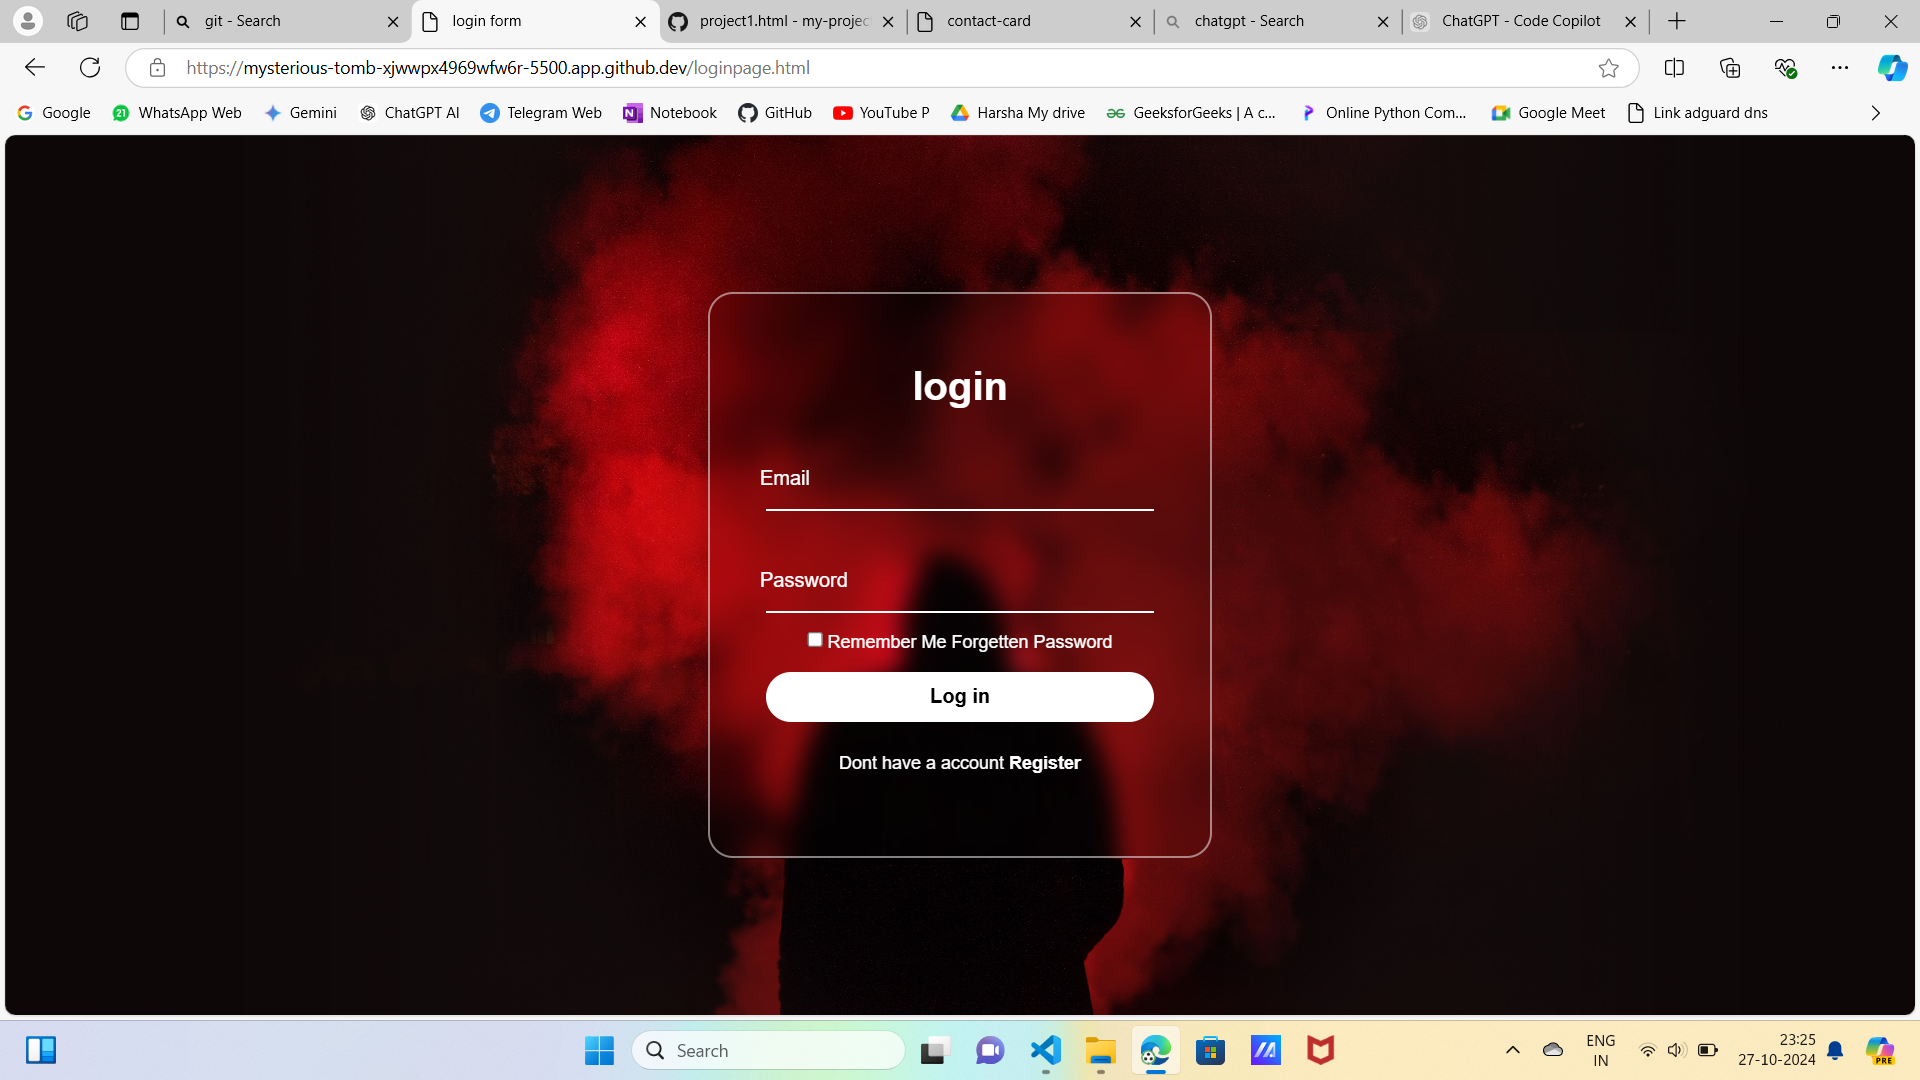 git - Search
login form
project1.html - my-projec
contact-card
chatgpt - Search
ChatGPT - Code Copilot
https://mysterious-tomb-xjwwpx4969wfw6r-5500.app.github.dev/loginpage.html
Google
21
WhatsApp Web
Gemini
ChatGPT AI
Telegram Web
N
Notebook
GitHub
YouTube P
Harsha My drive
GeeksforGeeks | A c...
Online Python Com...
Google Meet
Link adguard dns
login
Email
Password
Remember Me Forgetten Password
Log in
Dont have a account Register
Search
ENG
IN
23:25
27-10-2024
PRE